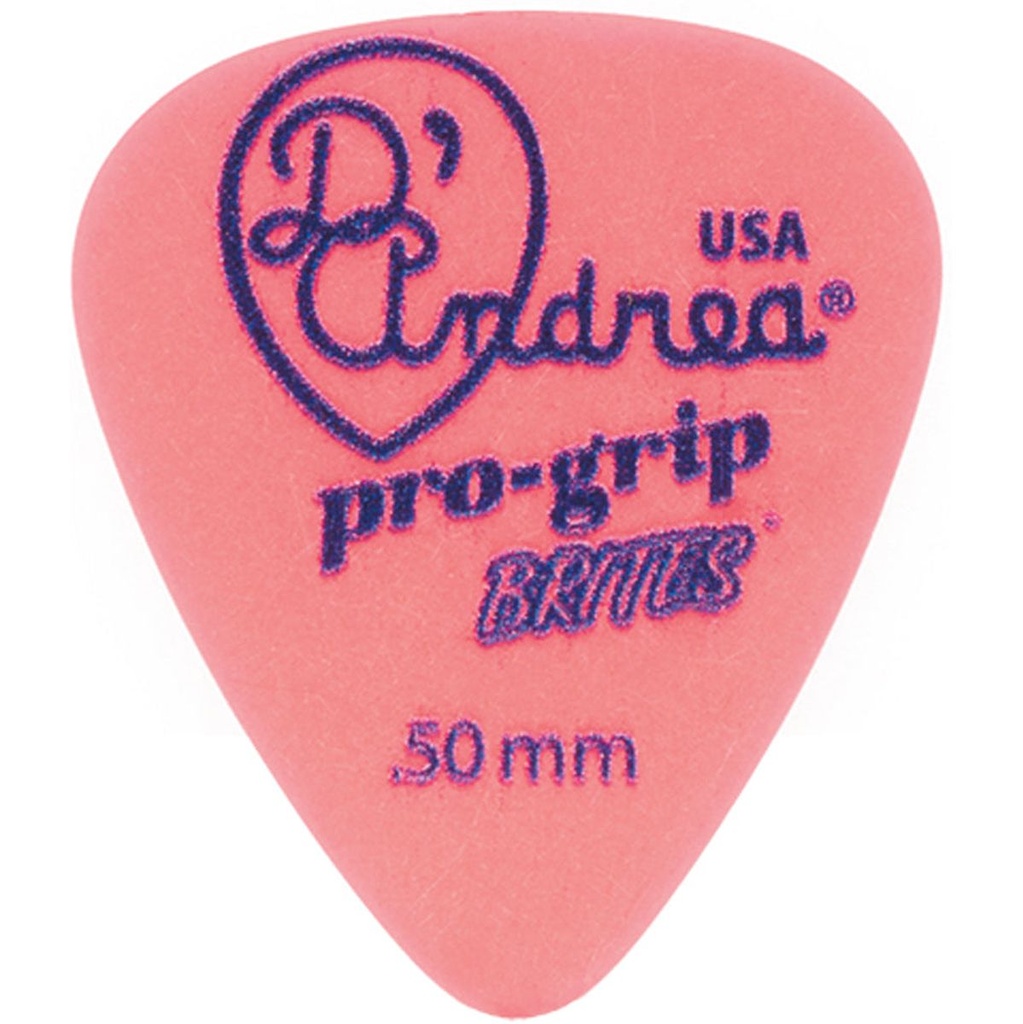 USA
D'Andrea®
pro-grip
BRITES
.50 mm